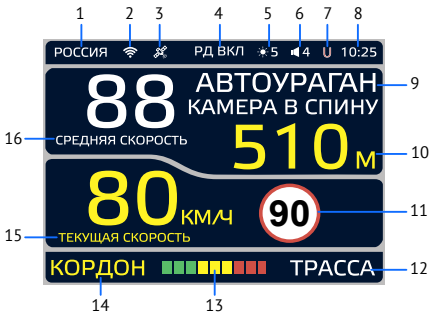 1 2 3 4 5 6 7 8
РОССИЯ РД ВКЛ 5 4 U 10:25
88 АВТОУРАГАН 9
КАМЕРА В СПИНУ
16 СРЕДНЯЯ СКОРОСТЬ 510 М 10
80 КМ/Ч 90 11
15 ТЕКУЩАЯ СКОРОСТЬ
КОРДОН ТРАССА 12
14 13